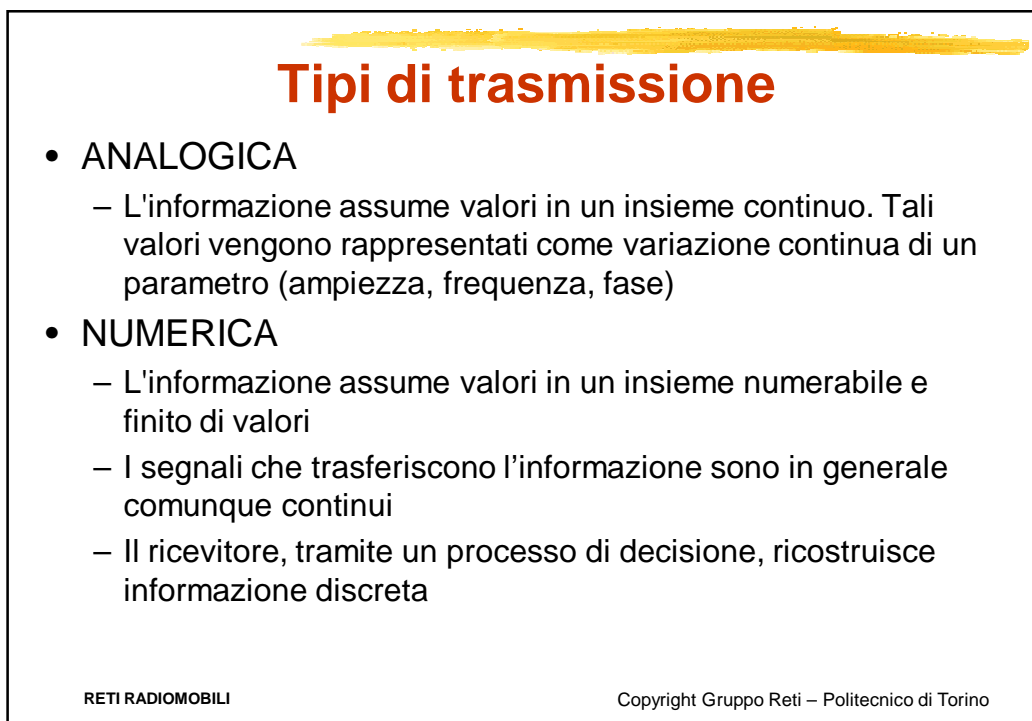 Tipi di trasmissione
• ANALOGICA
– L'informazione assume valori in un insieme continuo. Tali
valori vengono rappresentati come variazione continua di un
parametro (ampiezza, frequenza, fase)
• NUMERICA
– L'informazione assume valori in un insieme numerabile e
finito di valori
– I segnali che trasferiscono l’informazione sono in generale
comunque continui
– Il ricevitore, tramite un processo di decisione, ricostruisce
informazione discreta
RETI RADIOMOBILI
Copyright Gruppo Reti – Politecnico di Torino